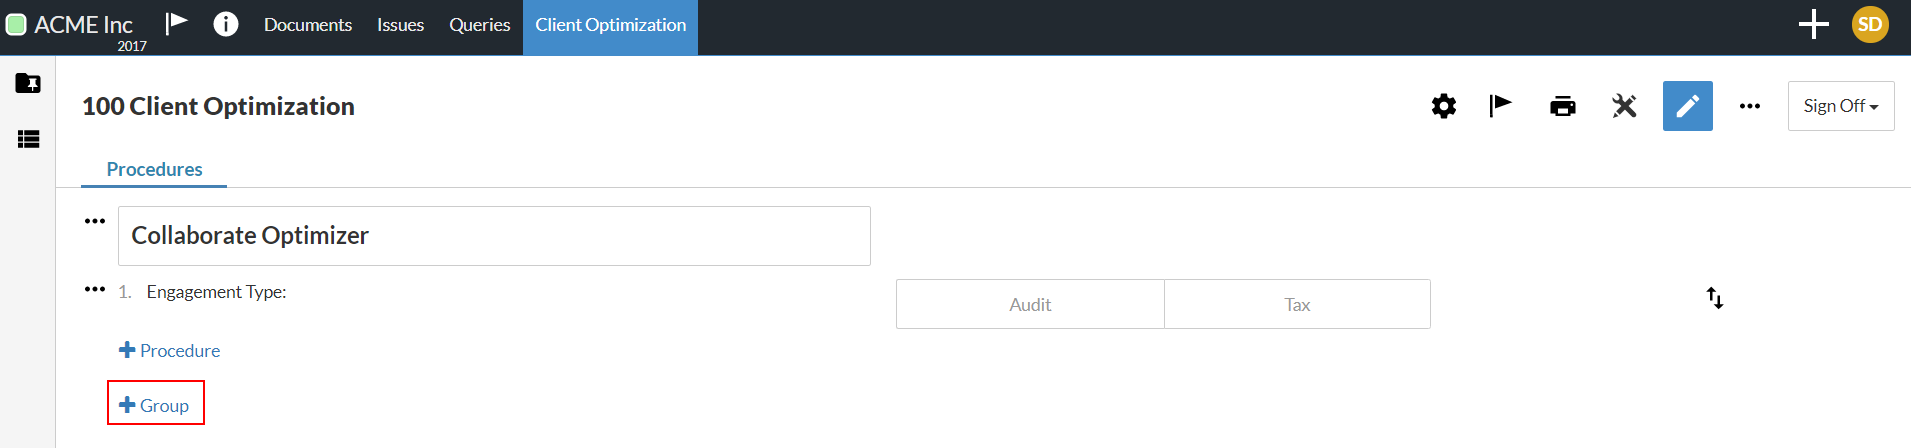 ACME Inc Documents Issues Queries Client Optimization SD
2017
100 Client Optimization Sign Off
Procedures
Collaborate Optimizer
1. Engagement Type: Audit Tax
Procedure
Group